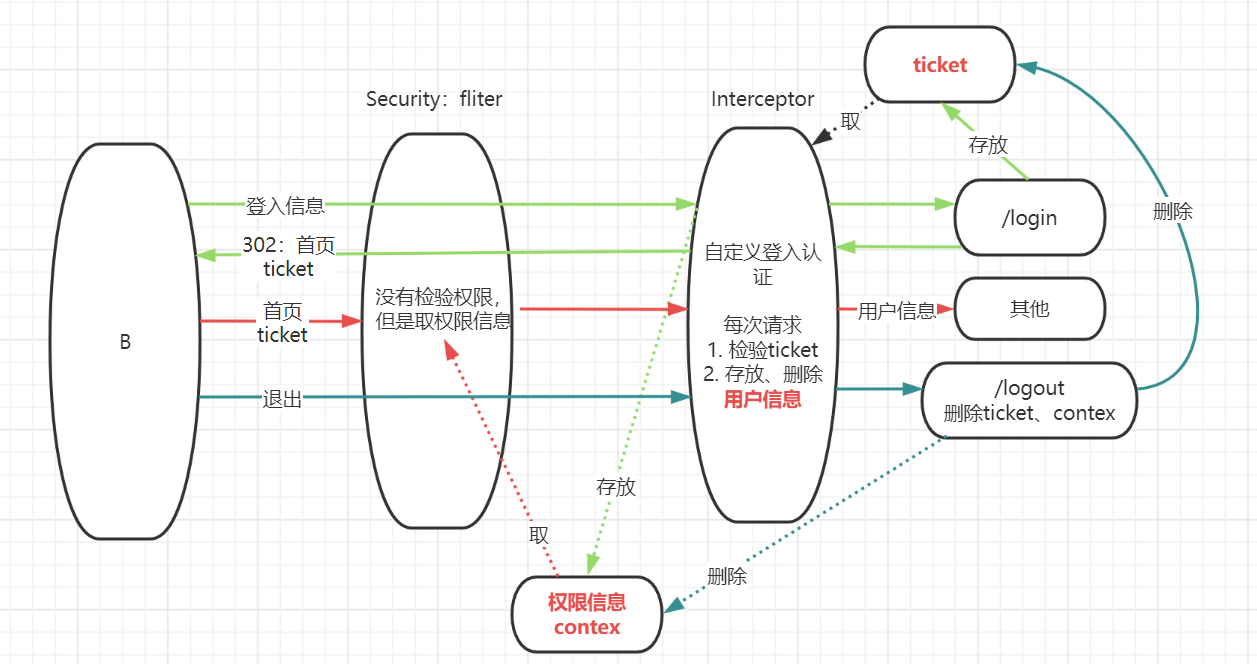 ticket
Security：fliter
Interceptor
取
存放
登入信息
/login
删除
302：首页
ticket
自定义登入认
证
没有检验权限，
但是取权限信息
首页
ticket
用户信息
其他
B
每次请求
1. 检验ticket
2. 存放、删除
用户信息
退出
/logout
删除ticket、contex
存放
取
删除
权限信息
contex